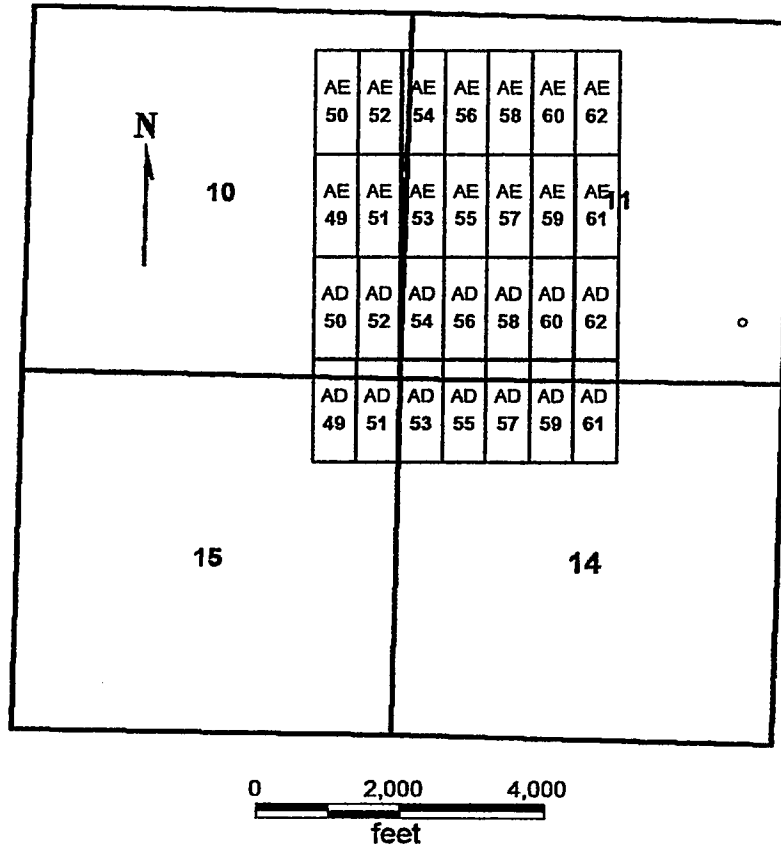 AE AE AE AE AE AE AE
50 52 54 56 58 60 62
N
10
AE AE AE AE AE AE AE
49 51 53 55 57 59 61
11
AD AD AD AD AD AD AD
50 52 54 56 58 60 62
AD AD AD AD AD AD AD
49 51 53 55 57 59 61
15
14
0 2,000 4,000
feet